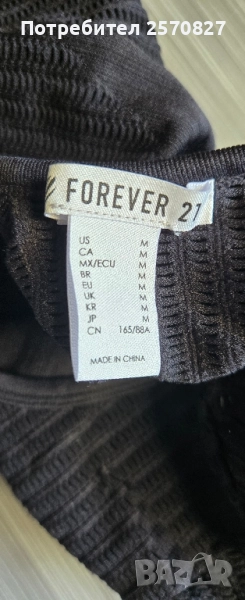 Потребител 2570827
FOREVER 21
US M
CA M
MX/ECU M
BR M
EU M
UK M
KR M
JP M
CN 165/88A
MADE IN CHINA
BAZAR